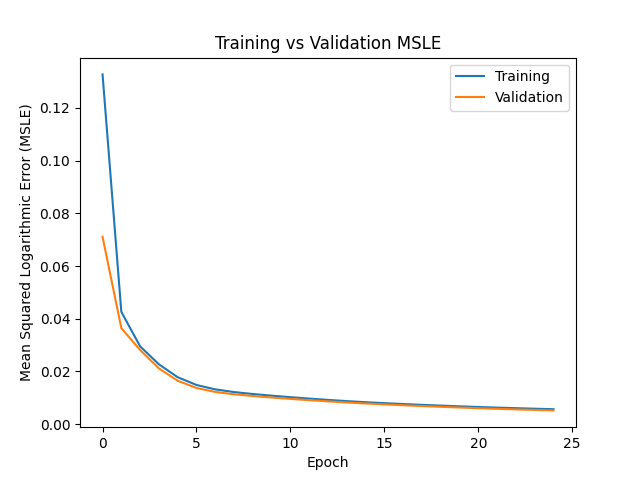 Training vs Validation MSLE
Training
Validation
Mean Squared Logarithmic Error (MSLE)
0.12
0.10
0.08
0.06
0.04
0.02
0.00
0 5 10 15 20 25
Epoch